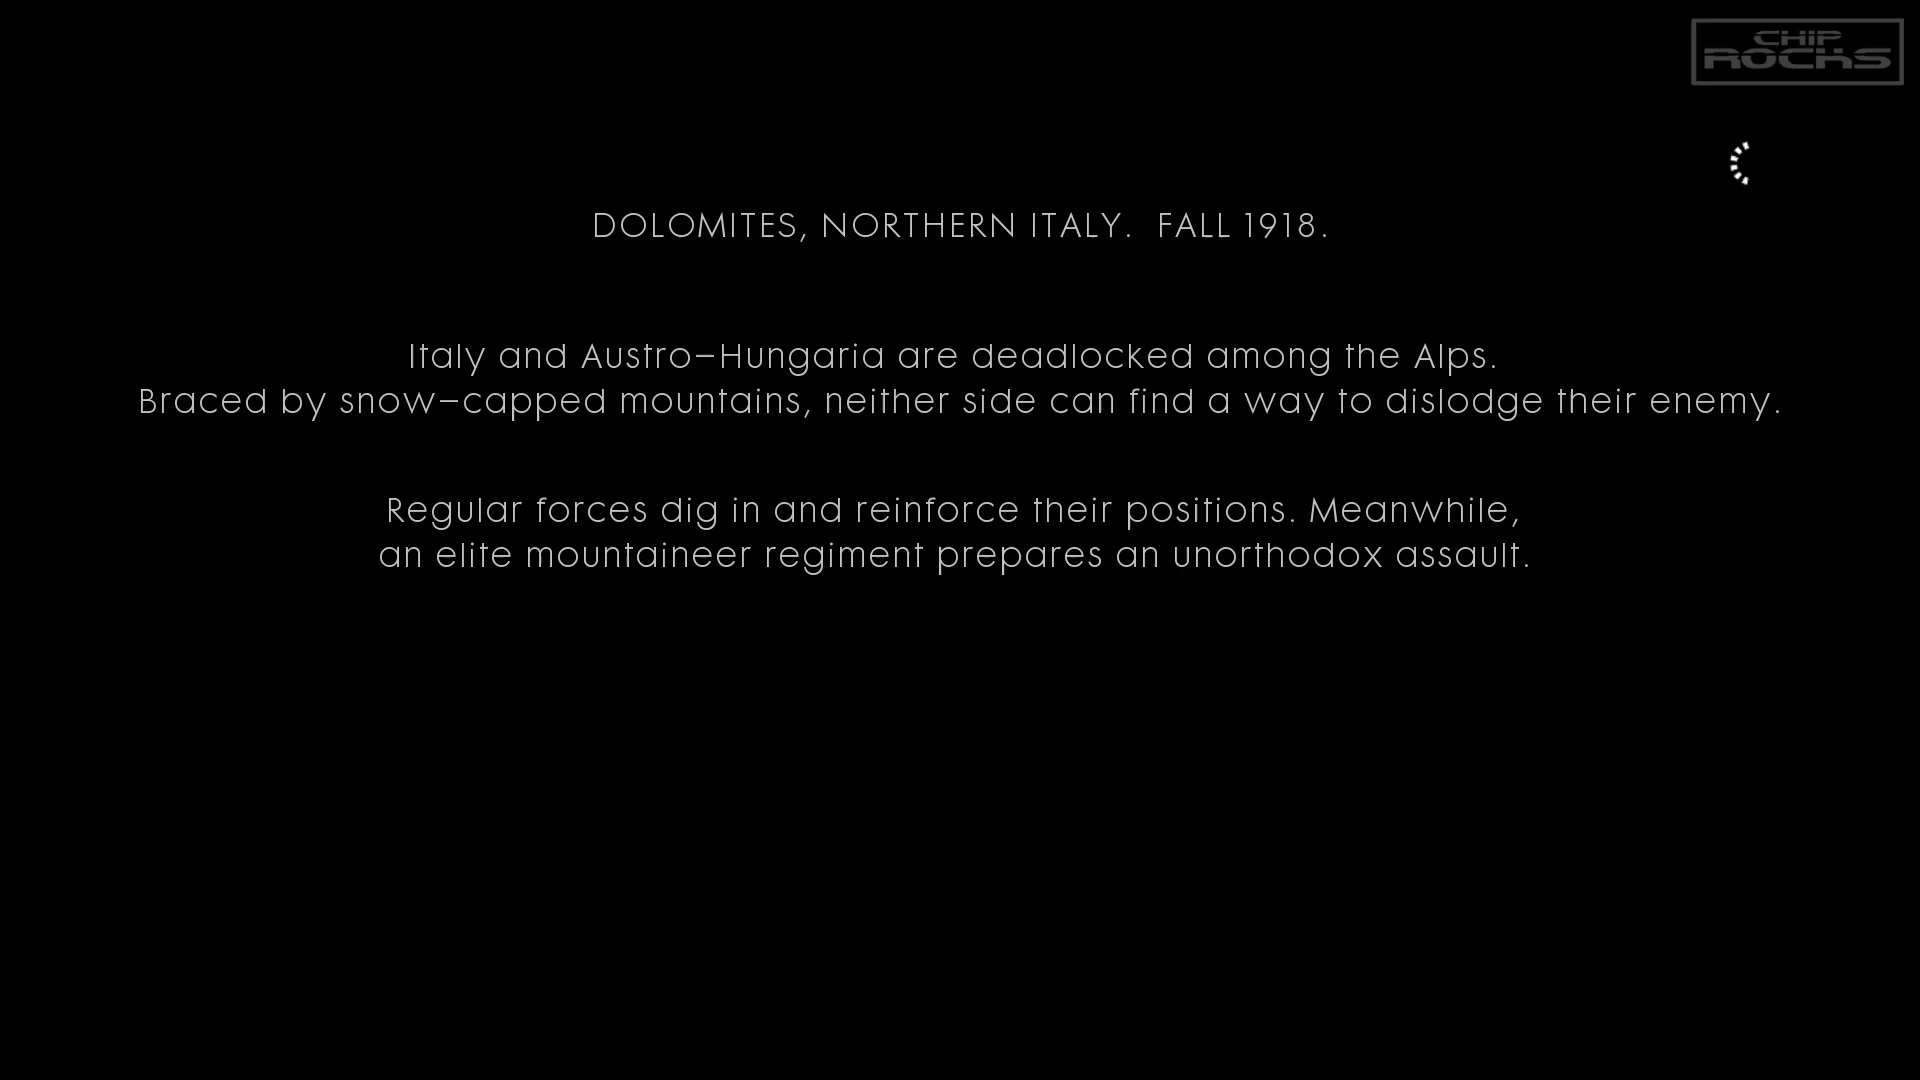 CHIP
ROCKS
DOLOMITES, NORTHERN ITALY.  FALL 1918.
Italy and Austro-Hungaria are deadlocked among the Alps.
Braced by snow-capped mountains, neither side can find a way to dislodge their enemy.
Regular forces dig in and reinforce their positions. Meanwhile,
an elite mountaineer regiment prepares an unorthodox assault.